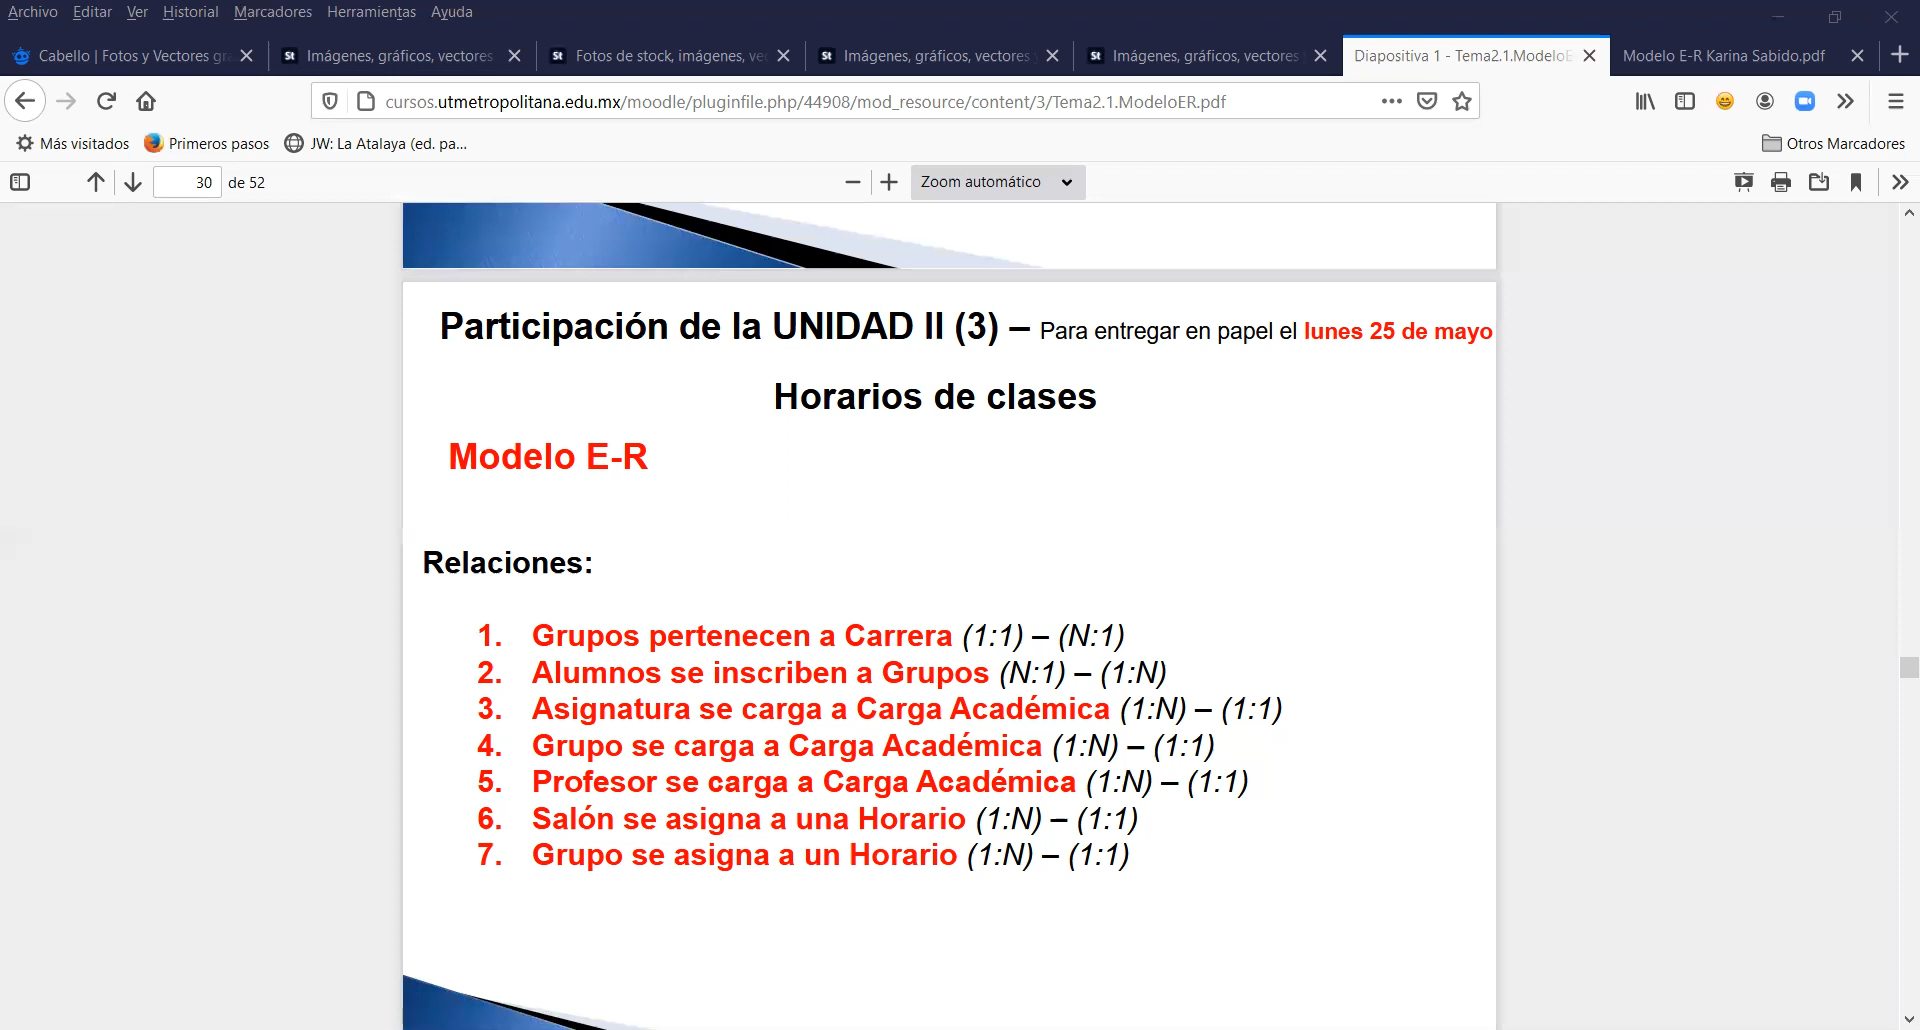 Archivo Editar Ver Historial Marcadores Herramientas Ayuda
Cabello | Fotos y Vectores gra
St Imágenes, gráficos, vectores
St Fotos de stock, imágenes, vec
St Imágenes, gráficos, vectores y
St Imágenes, gráficos, vectores
Diapositiva 1 - Tema2.1.ModeloE
Modelo E-R Karina Sabido.pdf
cursos.utmetropolitana.edu.mx/moodle/pluginfile.php/44908/mod_resource/content/3/Tema2.1.ModeloER.pdf
Más visitados Primeros pasos JW: La Atalaya (ed. pa... Otros Marcadores
30 de 52 Zoom automático
Participación de la UNIDAD II (3) – Para entregar en papel el lunes 25 de mayo
Horarios de clases
Modelo E-R
Relaciones:
1. Grupos pertenecen a Carrera (1:1) – (N:1)
2. Alumnos se inscriben a Grupos (N:1) – (1:N)
3. Asignatura se carga a Carga Académica (1:N) – (1:1)
4. Grupo se carga a Carga Académica (1:N) – (1:1)
5. Profesor se carga a Carga Académica (1:N) – (1:1)
6. Salón se asigna a una Horario (1:N) – (1:1)
7. Grupo se asigna a un Horario (1:N) – (1:1)